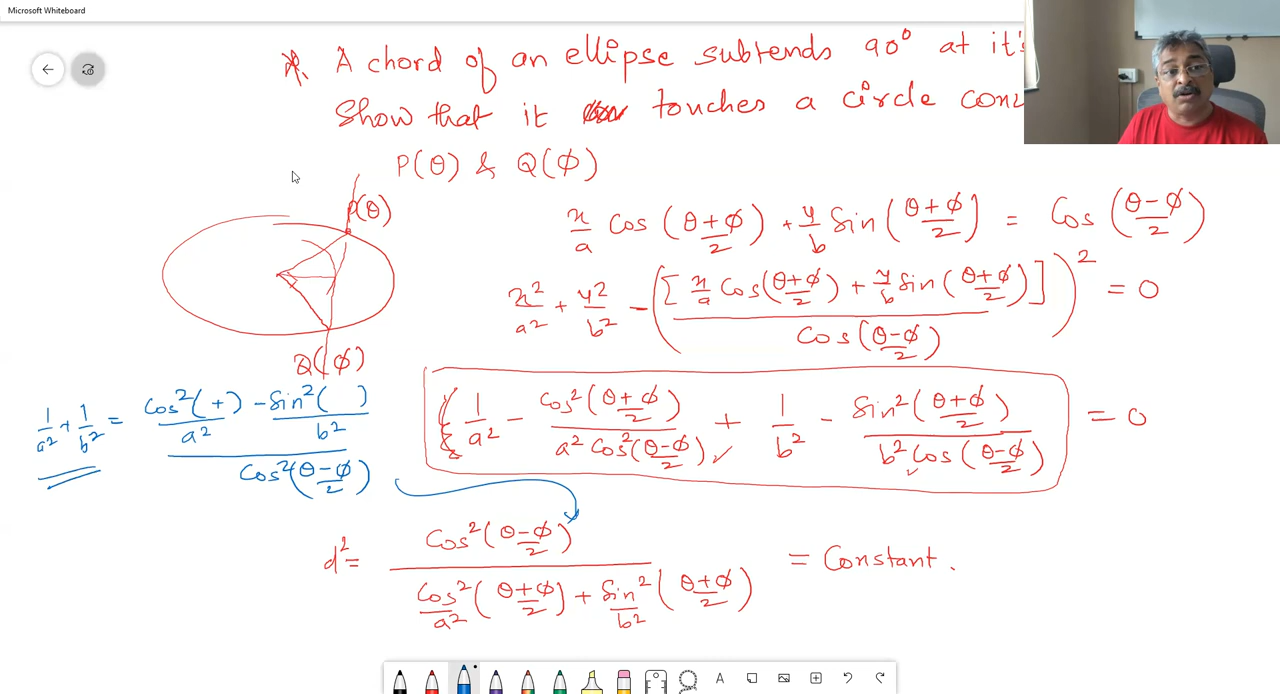 Microsoft Whiteboard
*. A chord of an ellipse subtends 90° at it's
Show that it touches a circle conc
P(θ) & Q(φ)
P(θ)
x/a Cos (θ+φ/2) + y/b Sin (θ+φ/2) = Cos (θ-φ/2)
x²/a² + y²/b² - ([x/a Cos(θ+φ/2) + y/b Sin(θ+φ/2)]/Cos(θ-φ/2))² = 0
Q(φ)
1/a² + 1/b² = (Cos²(+)/a² - Sin²( )/b²)/Cos²(θ-φ/2)
{1/a² - Cos²(θ+φ/2)/a² Cos²(θ-φ/2) + 1/b² - Sin²(θ+φ/2)/b² Cos(θ-φ/2) = 0
d² = Cos²(θ-φ/2)/(Cos²/a² (θ+φ/2) + Sin²/b² (θ+φ/2)) = Constant.
A